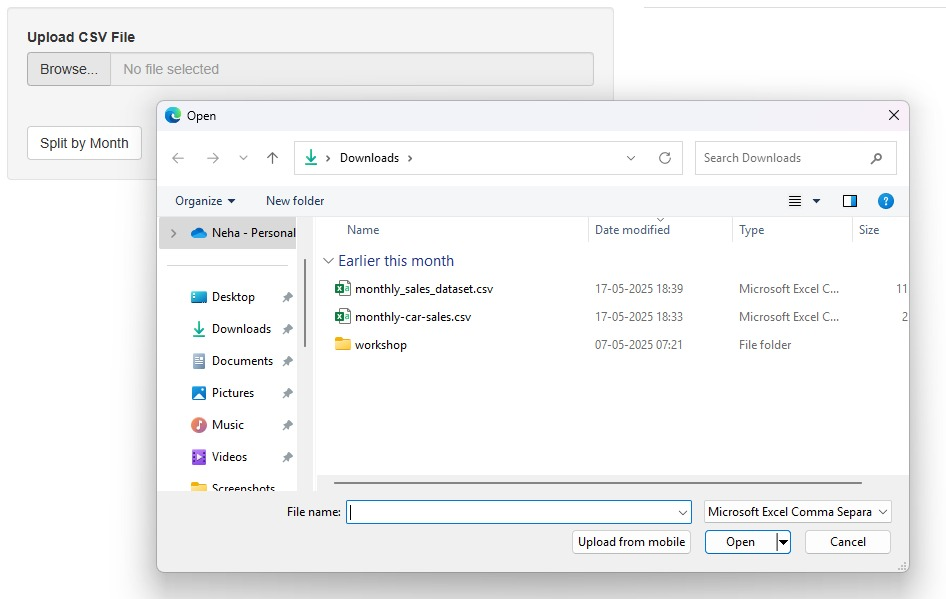 Upload CSV File
Browse... No file selected
Split by Month
Open
Downloads
Search Downloads
Organize New folder
Name Date modified Type Size
Neha - Personal
Earlier this month
monthly_sales_dataset.csv 17-05-2025 18:39 Microsoft Excel C... 11
monthly-car-sales.csv 17-05-2025 18:33 Microsoft Excel C... 2
workshop 07-05-2025 07:21 File folder
Desktop
Downloads
Documents
Pictures
Music
Videos
Screenshots
File name: Microsoft Excel Comma Separa
Upload from mobile Open Cancel